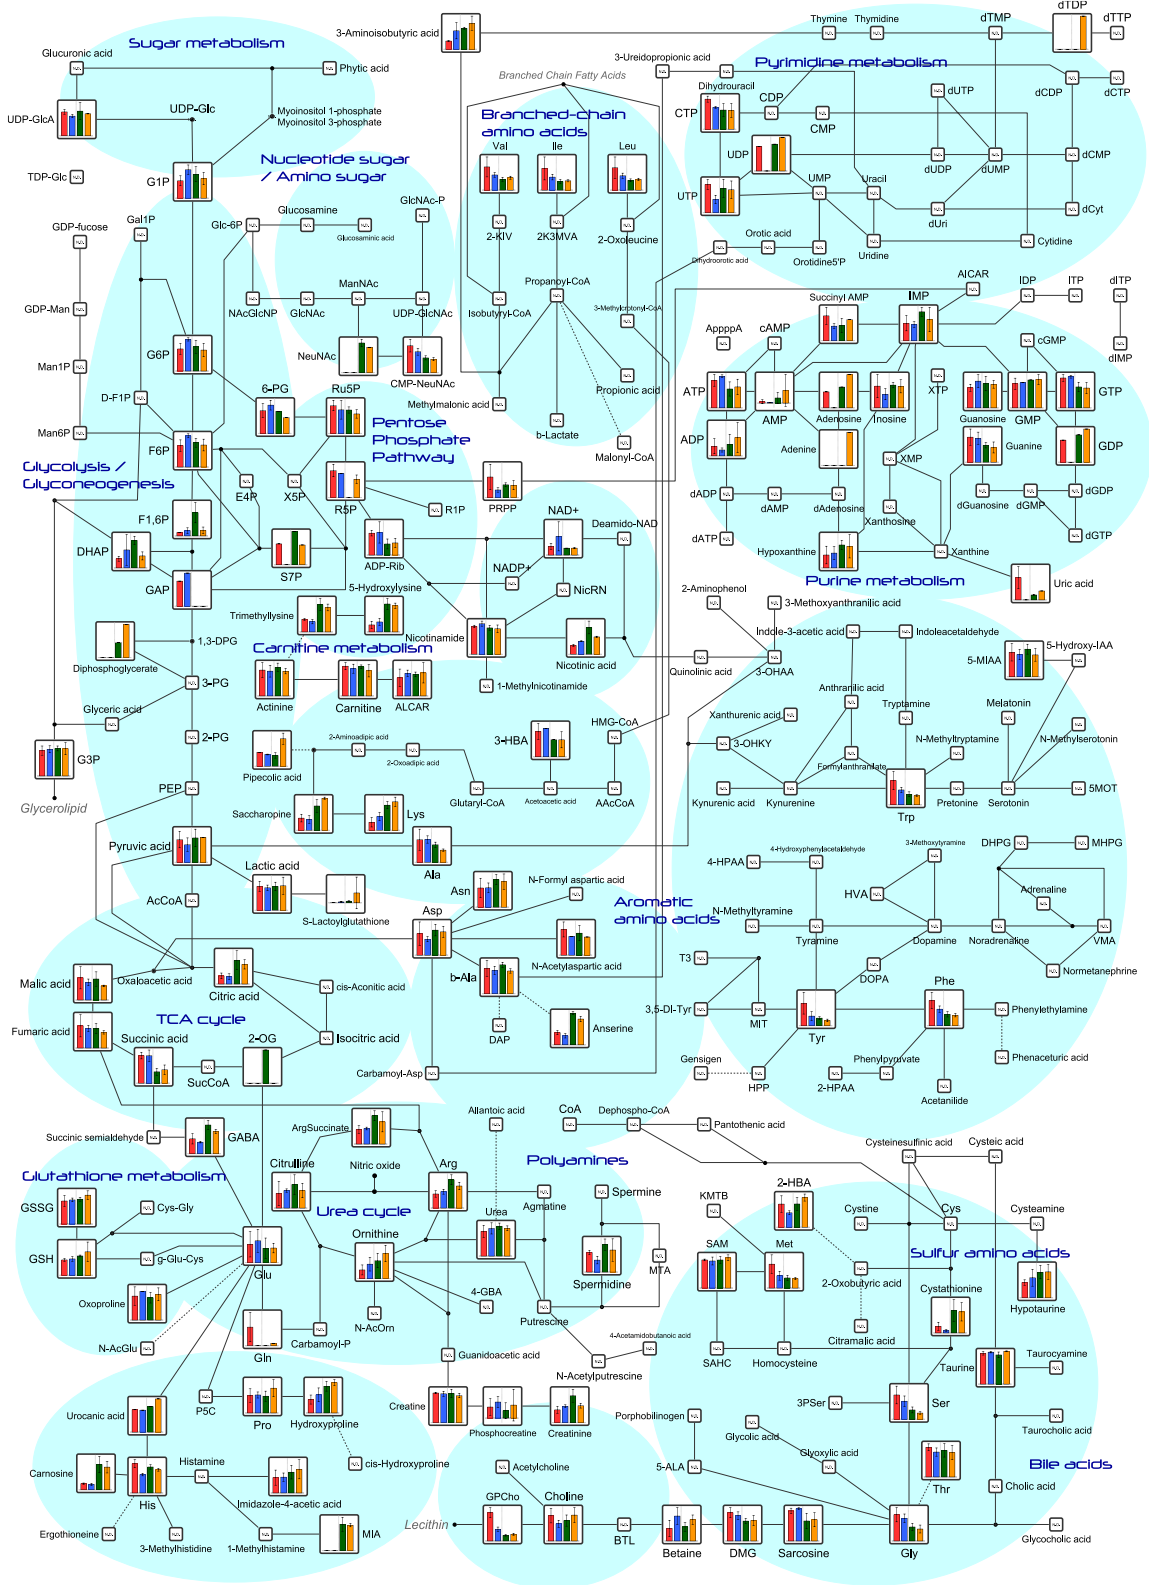 dTDP
Thymine
Thymidine
dTMP
dTTP
3-Aminoisobutyric acid
Sugar metabolism
Glucuronic acid
Phytic acid
3-Ureidopropionic acid
Pyrimidine metabolism
Branched Chain Fatty Acids
Dihydrouracil
CDP
dUTP
dCDP
dCTP
UDP-GlcA
UDP-Glc
Myoinositol 1-phosphate
Myoinositol 3-phosphate
Branched-chain
amino acids
CTP
CMP
Val
Ile
Leu
UDP
dCMP
Nucleotide sugar
/ Amino sugar
TDP-Glc
G1P
UMP
Uracil
dUDP
dUMP
UTP
GlcNAc-P
Glc-6P
Glucosamine
Glucosaminic acid
GDP-fucose
Gal1P
2-KIV
2K3MVA
2-Oxoleucine
Orotic acid
dUri
dCyt
Dihydroorotic acid
Orotidine5'P
Uridine
Cytidine
Propanoyl-CoA
AICAR
IDP
ITP
dITP
ManNAc
NAcGlcNP
GlcNAc
UDP-GlcNAc
Isobutyryl-CoA
3-Methylcrotonyl-CoA
Succinyl AMP
IMP
GDP-Man
AppppA
cAMP
cGMP
dIMP
NeuNAc
CMP-NeuNAc
G6P
Man1P
6-PG
Ru5P
Propionic acid
ATP
AMP
Adenosine
Inosine
XTP
Guanosine
GMP
GTP
D-F1P
Methylmalonic acid
b-Lactate
Malonyl-CoA
Man6P
F6P
Pentose
Phosphate
Pathway
ADP
Adenine
Guanine
GDP
XMP
Glycolysis /
Glyconeogenesis
E4P
X5P
R5P
R1P
PRPP
dADP
dAMP
dAdenosine
dGuanosine
dGMP
dGDP
Xanthosine
F1,6P
NAD+
Deamido-NAD
dATP
Hypoxanthine
Xanthine
dGTP
DHAP
GAP
S7P
ADP-Rib
NADP+
NicRN
Purine metabolism
Uric acid
5-Hydroxylysine
Trimethyllysine
2-Aminophenol
3-Methoxyanthranilic acid
Nicotinamide
Nicotinic acid
Indole-3-acetic acid
Indoleacetaldehyde
1,3-DPG
Diphosphoglycerate
Carnitine metabolism
5-MIAA
5-Hydroxy-IAA
Quinolinic acid
3-OHAA
3-PG
Actinine
Carnitine
ALCAR
1-Methylnicotinamide
Anthranilic acid
Tryptamine
Melatonin
Glyceric acid
Xanthurenic acid
HMG-CoA
2-PG
2-Aminoadipic acid
2-Oxoadipic acid
3-HBA
3-OHKY
N-Methyltryptamine
N-Methylserotonin
G3P
Pipecolic acid
Formylanthranilate
Glycerolipid
PEP
Glutaryl-CoA
Acetoacetic acid
AAcCoA
Kynurenic acid
Kynurenine
Trp
Pretonine
Serotonin
5MOT
Saccharopine
Lys
Pyruvic acid
Lactic acid
Ala
4-Hydroxyphenylacetaldehyde
3-Methoxytyramine
DHPG
MHPG
4-HPAA
Asn
N-Formyl aspartic acid
AcCoA
S-Lactoylglutathione
HVA
Adrenaline
Aromatic
amino acids
Asp
N-Methyltyramine
Tyramine
Dopamine
Noradrenaline
VMA
N-Acetylaspartic acid
Malic acid
Oxaloacetic acid
Citric acid
cis-Aconitic acid
b-Ala
T3
DOPA
Normetanephrine
Phe
3,5-DI-Tyr
MIT
Tyr
Phenylethylamine
TCA cycle
Fumaric acid
Succinic acid
2-OG
Isocitric acid
DAP
Anserine
SucCoA
Carbamoyl-Asp
Gensigen
HPP
2-HPAA
Phenylpyruvate
Phenaceturic acid
Acetanilide
Allantoic acid
CoA
Dephospho-CoA
Pantothenic acid
Succinic semialdehyde
GABA
ArgSuccinate
Cysteinesulfinic acid
Cysteic acid
Glutathione metabolism
Citrulline
Nitric oxide
Arg
Polyamines
Urea cycle
Urea
Agmatine
Spermine
KMTB
2-HBA
GSSG
Cys-Gly
Cystine
Cys
Cysteamine
Ornithine
SAM
Met
Sulfur amino acids
GSH
g-Glu-Cys
Glu
Spermidine
MTA
2-Oxobutyric acid
Cystathionine
Hypotaurine
Oxoproline
4-GBA
N-AcOrn
Putrescine
Citramalic acid
N-AcGlu
Gln
Carbamoyl-P
Guanidoacetic acid
4-Acetamidobutanoic acid
N-Acetylputrescine
SAHC
Homocysteine
Taurine
Taurocyamine
Urocanic acid
P5C
Pro
Hydroxyproline
Creatine
Phosphocreatine
Creatinine
3PSer
Ser
Porphobilinogen
Glycolic acid
Taurocholic acid
Carnosine
Histamine
cis-Hydroxyproline
Acetylcholine
5-ALA
Glyoxylic acid
Thr
Bile acids
Cholic acid
His
Imidazole-4-acetic acid
GPCho
Choline
Ergothioneine
3-Methylhistidine
1-Methylhistamine
MIA
Lecithin
BTL
Betaine
DMG
Sarcosine
Gly
Glycocholic acid